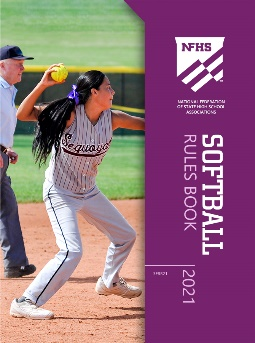 NFHS
NATIONAL FEDERATION
OF STATE HIGH SCHOOL
ASSOCIATIONS
SOFTBALL
RULES BOOK
2021
Sequoya